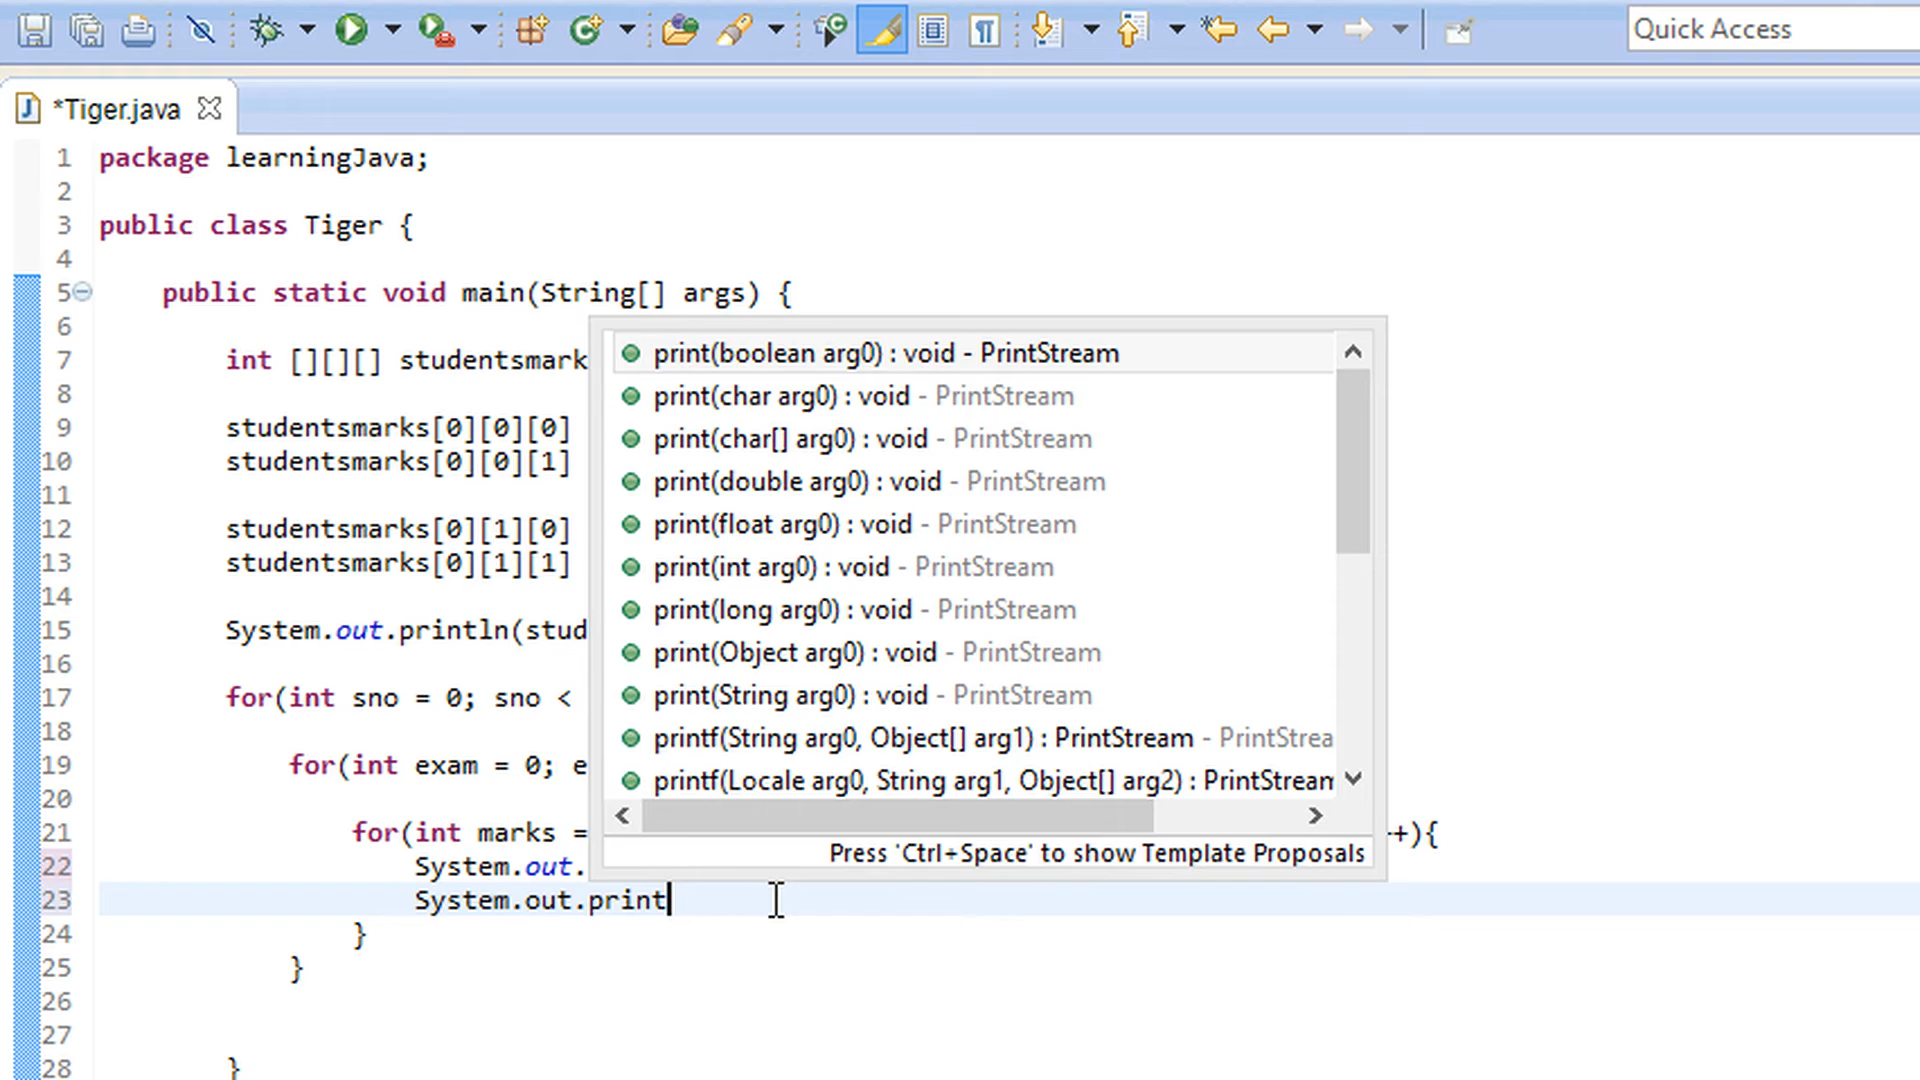 Quick Access
*Tiger.java
1 package learningJava;
2
3 public class Tiger {
4
5 public static void main(String[] args) {
6
7 int [][][] studentsmark
8
9 studentsmarks[0][0][0]
10 studentsmarks[0][0][1]
11
12 studentsmarks[0][1][0]
13 studentsmarks[0][1][1]
14
15 System.out.println(stud
16
17 for(int sno = 0; sno <
18
19 for(int exam = 0; e
20
21 for(int marks = +){
22 System.out.
23 System.out.print
24 }
25 }
26
27
28 }
print(boolean arg0) : void - PrintStream
print(char arg0) : void - PrintStream
print(char[] arg0) : void - PrintStream
print(double arg0) : void - PrintStream
print(float arg0) : void - PrintStream
print(int arg0) : void - PrintStream
print(long arg0) : void - PrintStream
print(Object arg0) : void - PrintStream
print(String arg0) : void - PrintStream
printf(String arg0, Object[] arg1) : PrintStream - PrintStrea
printf(Locale arg0, String arg1, Object[] arg2) : PrintStream
Press 'Ctrl+Space' to show Template Proposals